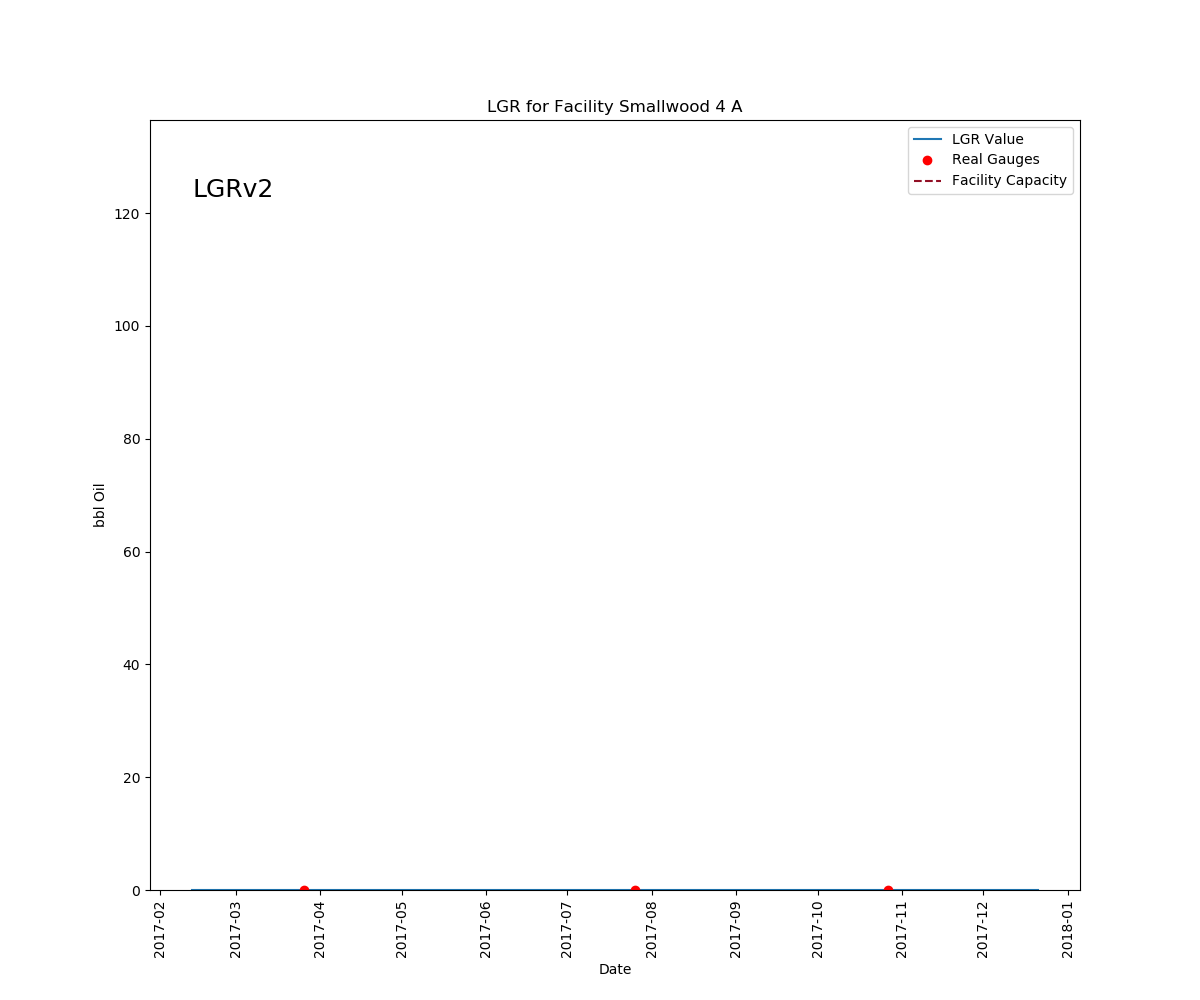 LGR for Facility Smallwood 4 A
LGRv2
LGR Value
Real Gauges
Facility Capacity
120
100
80
60
40
20
0
bbl Oil
2017-02
2017-03
2017-04
2017-05
2017-06
2017-07
2017-08
2017-09
2017-10
2017-11
2017-12
2018-01
Date